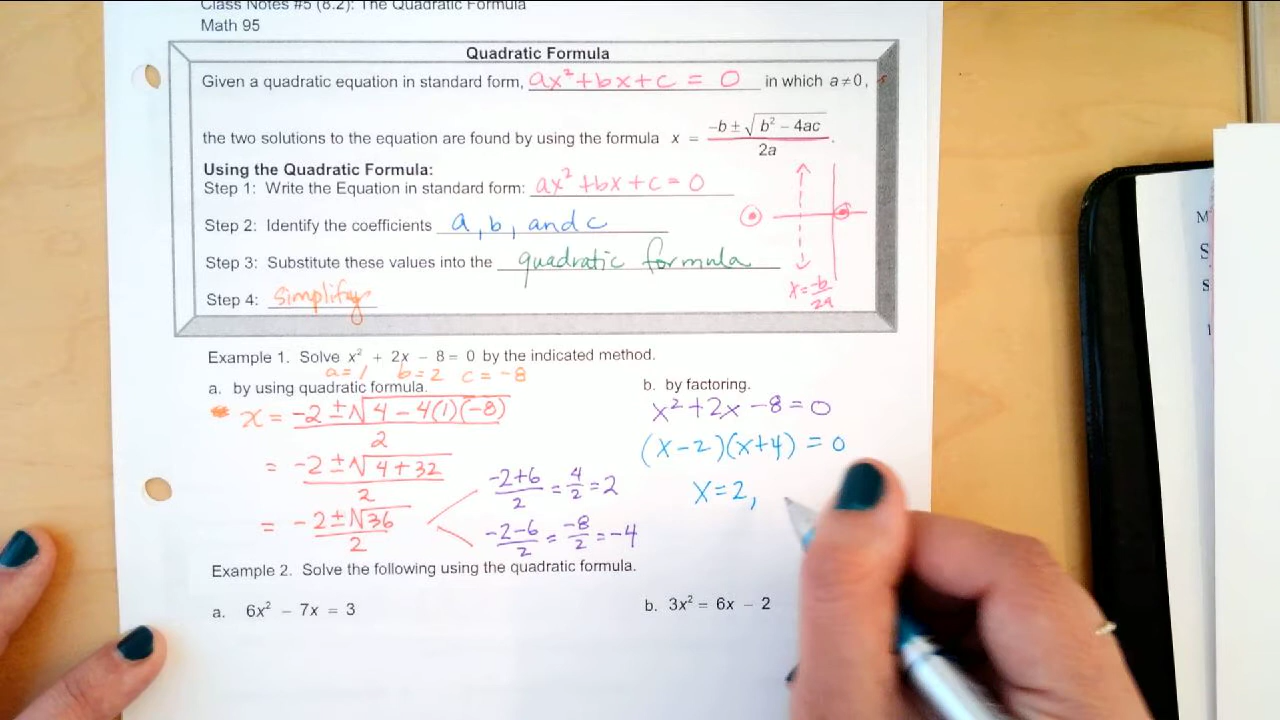 Class Notes #5 (8.2): The Quadratic Formula
Math 95
Quadratic Formula
Given a quadratic equation in standard form, ax² + bx + c = 0 in which a ≠ 0,
the two solutions to the equation are found by using the formula x = (-b ± √(b² - 4ac))/(2a).
Using the Quadratic Formula:
Step 1: Write the Equation in standard form: ax² + bx + c = 0
Step 2: Identify the coefficients a, b, and c
Step 3: Substitute these values into the quadratic formula
Step 4: simplify
x = -b/2a
Example 1. Solve x² + 2x - 8 = 0 by the indicated method.
a = 1 b = 2 c = -8
a. by using quadratic formula.
* x = (-2 ± √(4 - 4(1)(-8)))/2
= (-2 ± √(4 + 32))/2
= (-2 ± √36)/2
(-2+6)/2 = 4/2 = 2
(-2-6)/2 = -8/2 = -4
b. by factoring.
x² + 2x - 8 = 0
(x - 2)(x + 4) = 0
x = 2,
Example 2. Solve the following using the quadratic formula.
a. 6x² - 7x = 3
b. 3x² = 6x - 2
M
S
s